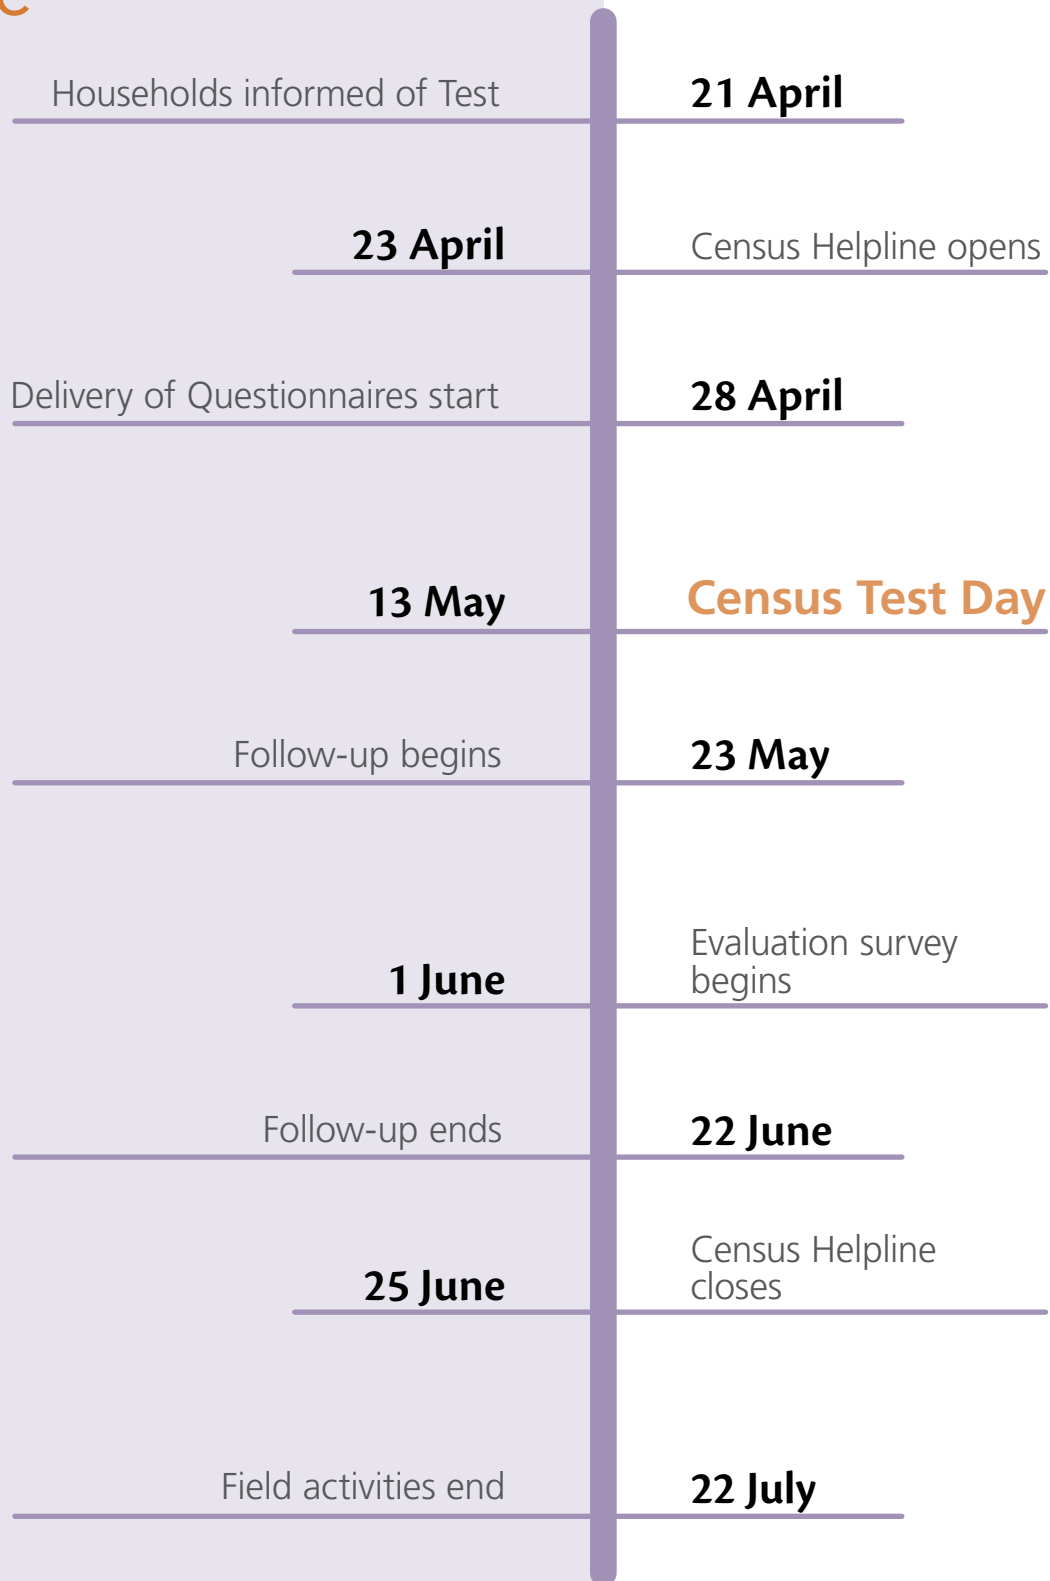 Households informed of Test
21 April
23 April
Census Helpline opens
Delivery of Questionnaires start
28 April
13 May
Census Test Day
Follow-up begins
23 May
1 June
Evaluation survey
begins
Follow-up ends
22 June
25 June
Census Helpline
closes
Field activities end
22 July